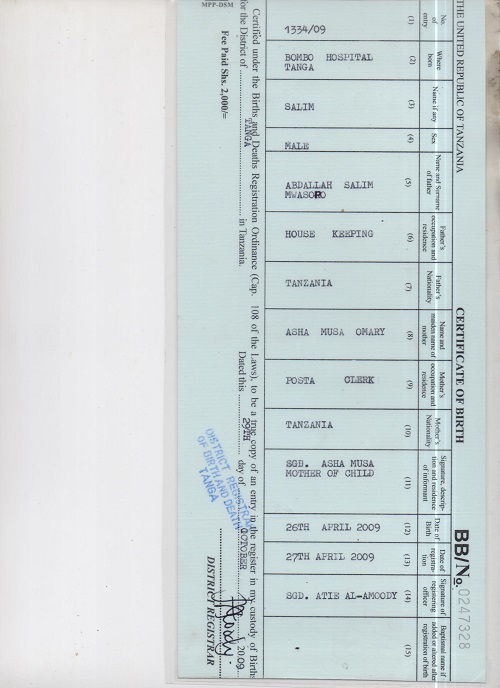 THE UNITED REPUBLIC OF TANZANIA
CERTIFICATE OF BIRTH
BB/No. 0247328
No.
of
entry
Where
born
Name if any
Sex
Name and Surname
of father
Father's
occupation and
residence
Father's
Nationality
Name and
maiden name of
mother
Mother's
occupation and
residence
Mother's
Nationality
Signature, descrip-
tion and residence
of informant
Date of
Birth
Date of
registra-
tion
Signature of
registering
officer
Baptismal name if
added or altered after
registration of birth
(1) (2) (3) (4) (5) (6) (7) (8) (9) (10) (11) (12) (13) (14) (15)
1334/09
BOMBO HOSPITAL
TANGA
SALIM
MALE
ABDALLAH SALIM
MWASORO
HOUSE KEEPING
TANZANIA
ASHA MUSA OMARY
POSTA CLERK
TANZANIA
SGD. ASHA MUSA
MOTHER OF CHILD
26TH APRIL 2009
27TH APRIL 2009
SGD. ATIE AL-AMOODY
Certified under the Births and Deaths Registration Ordinance (Cap. 108 of the Laws), to be a true copy of an entry in the register in my custody of Births
for the District of TANGA in Tanzania. Dated this 29TH day of OCTOBER 2009
MPP-DSM
Fee Paid Shs. 2,000/=
DISTRICT REGISTRAR
OF BIRTH AND DEATH
TANGA
DISTRICT REGISTRAR